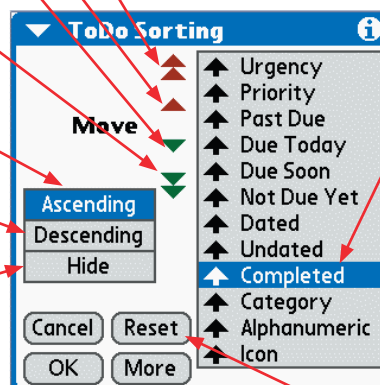 ToDo Sorting
Move
Ascending
Descending
Hide
Cancel
Reset
OK
More
Urgency
Priority
Past Due
Due Today
Due Soon
Not Due Yet
Dated
Undated
Completed
Category
Alphanumeric
Icon